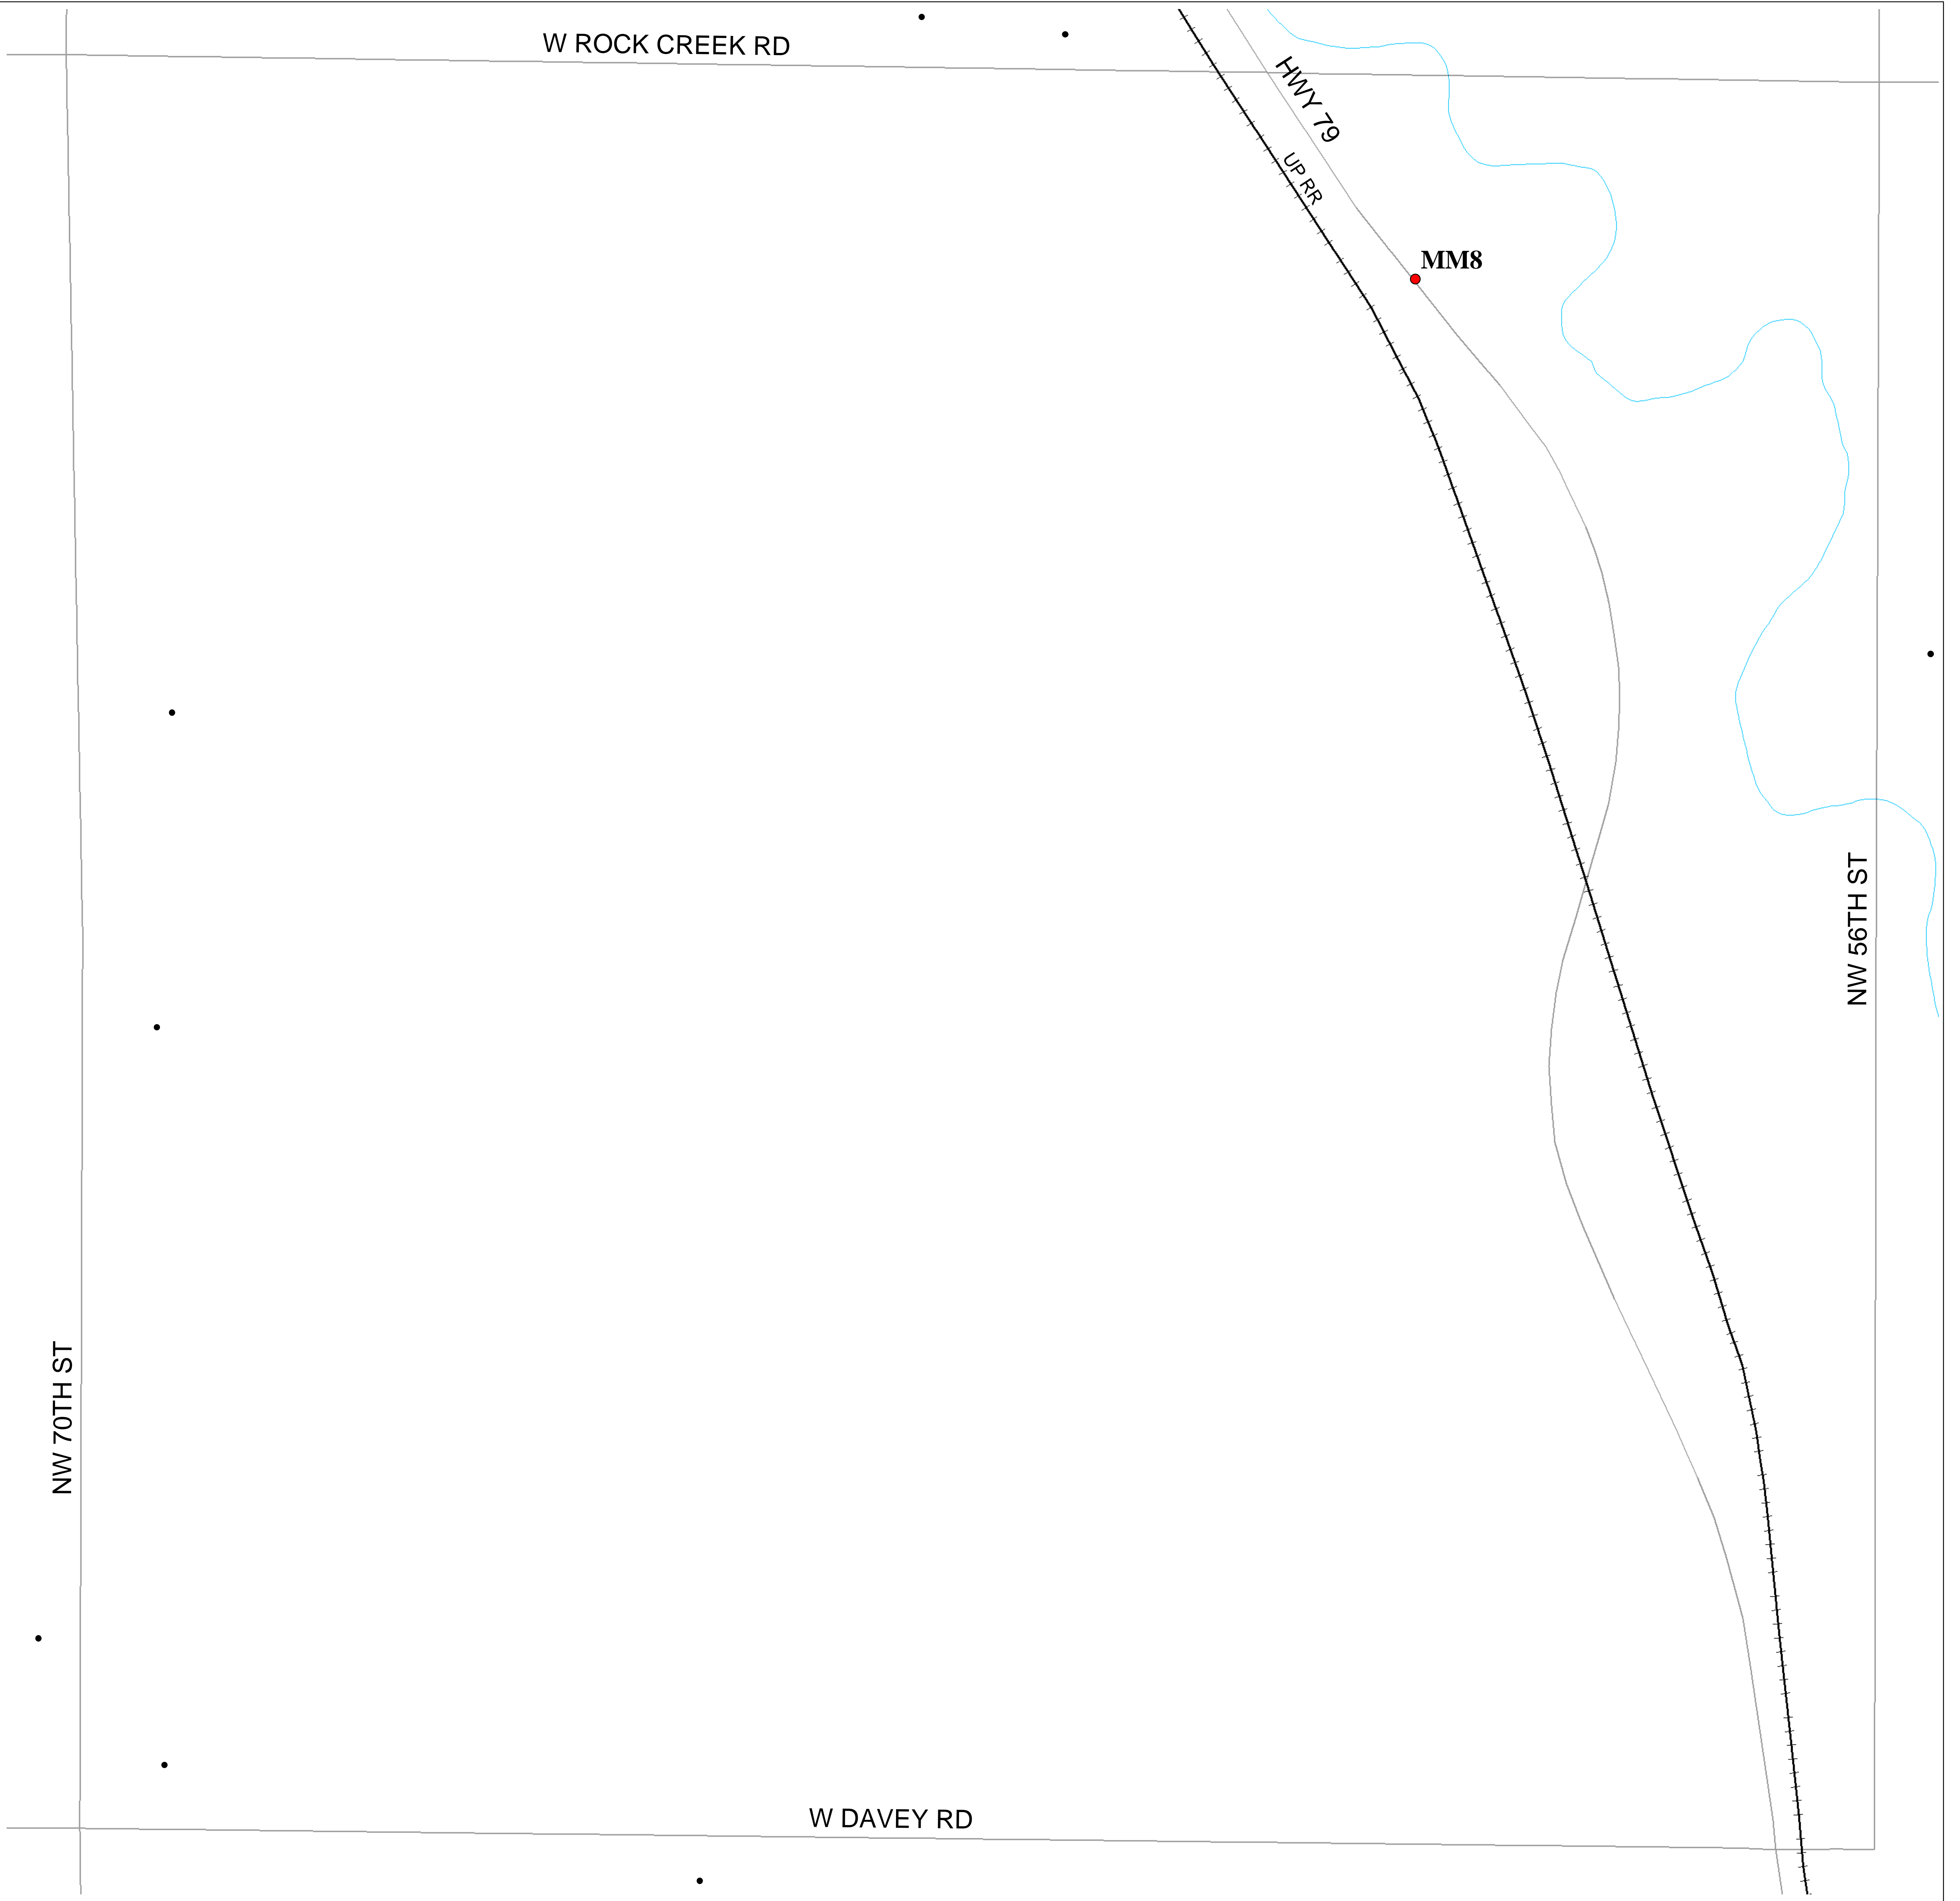 W ROCK CREEK RD
HWY 79
UP RR
MM8
NW 56TH ST
NW 70TH ST
W DAVEY RD